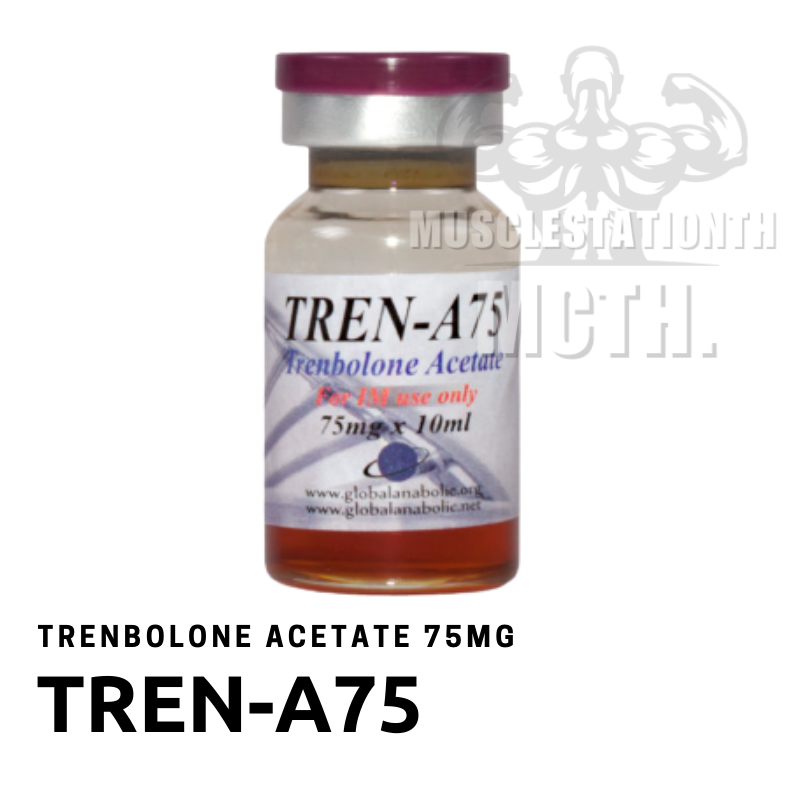 MUSCLESTATIONTH
MCTH.
TREN-A75
Trenbolone Acetate
For IM use only
75mg x 10ml
www.globalanabolic.org
www.globalanabolic.net
TRENBOLONE ACETATE 75MG
TREN-A75